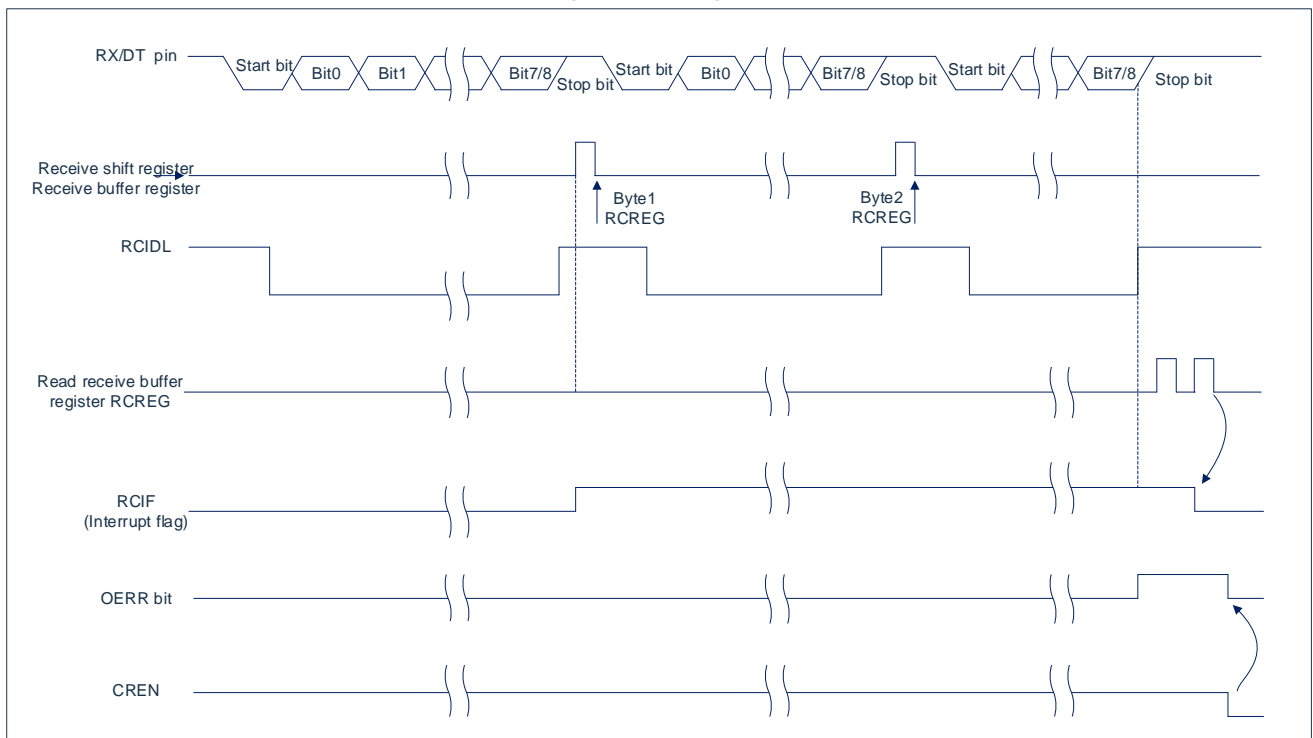 RX/DT pin
Start bit
Bit0
Bit1
Bit7/8
Stop bit
Start bit
Bit0
Bit7/8
Stop bit
Start bit
Bit7/8
Stop bit
Receive shift register
Receive buffer register
Byte1
RCREG
Byte2
RCREG
RCIDL
Read receive buffer
register RCREG
RCIF
(Interrupt flag)
OERR bit
CREN